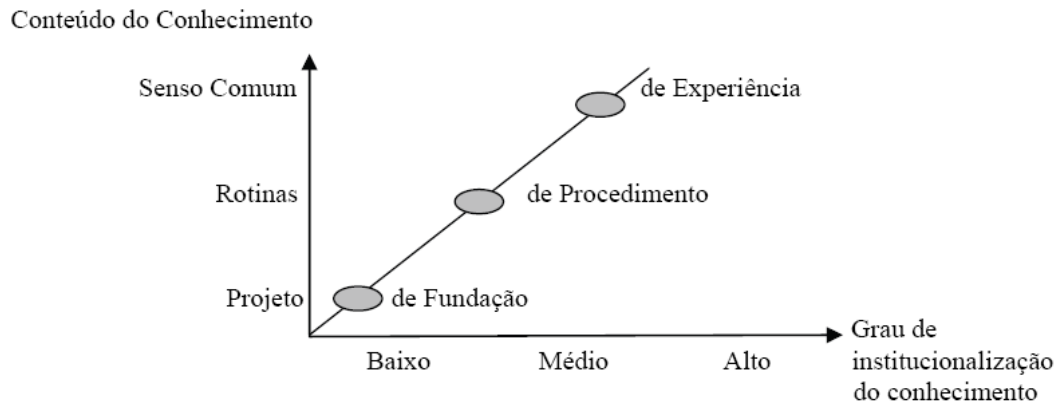 Conteúdo do Conhecimento
Senso Comum
de Experiência
Rotinas
de Procedimento
Projeto
de Fundação
Baixo
Médio
Alto
Grau de
institucionalização
do conhecimento